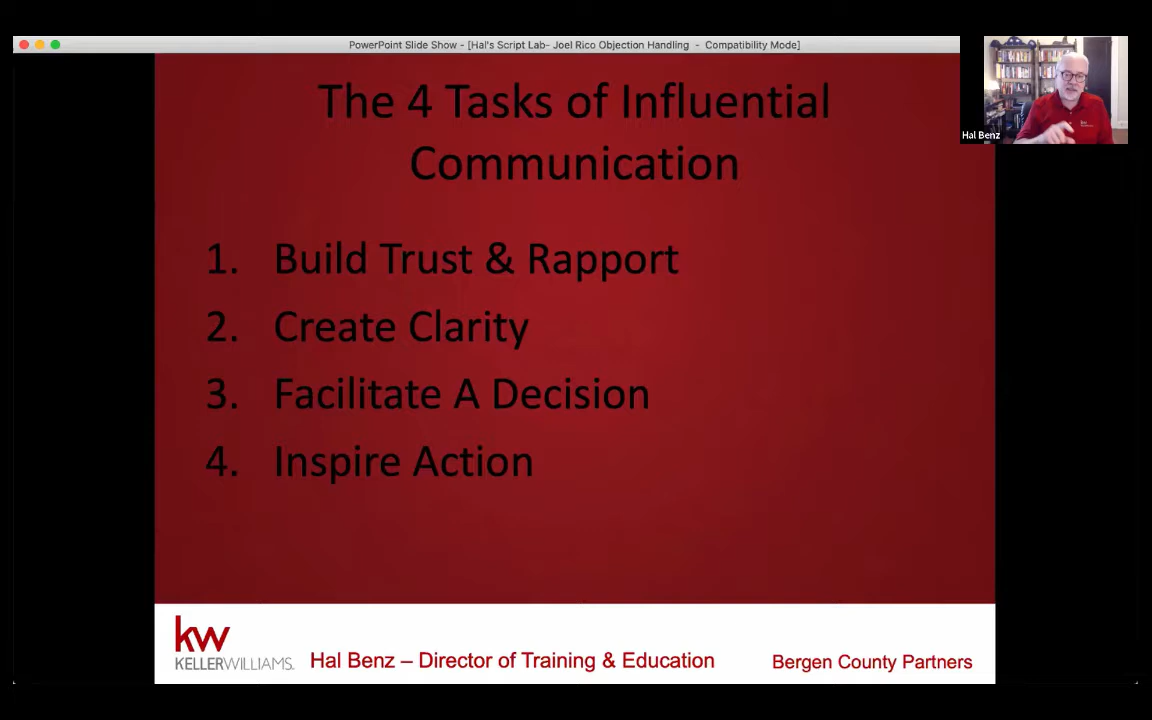 PowerPoint Slide Show - [Hal's Script Lab- Joel Rico Objection Handling - Compatibility Mode]
Hal Benz
The 4 Tasks of Influential
Communication
1. Build Trust & Rapport
2. Create Clarity
3. Facilitate A Decision
4. Inspire Action
kw
KELLERWILLIAMS.
Hal Benz – Director of Training & Education
Bergen County Partners